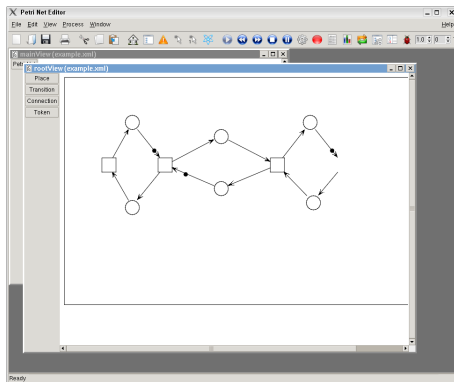 Petri Net Editor
File Edit View Process Window Help
1.0 0
mainView (example.xml)
rootView (example.xml)
Place
Transition
Connection
Token
Ready